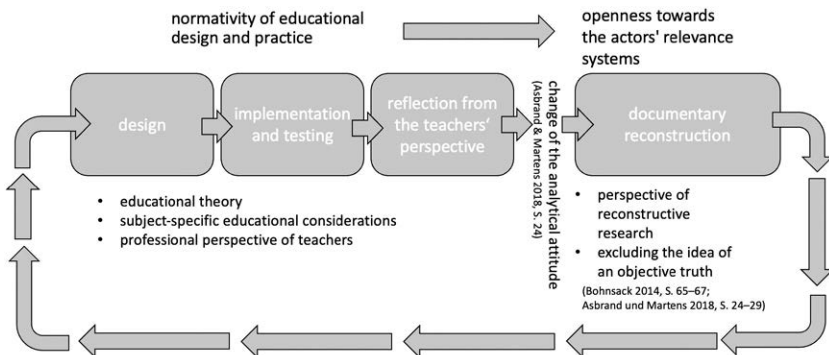 normativity of educational
design and practice
openness towards
the actors' relevance
systems
design
implementation
and testing
reflection from
the teachers‘
perspective
change of the analytical attitude
(Asbrand & Martens 2018, S. 24)
documentary
reconstruction
• educational theory
• subject-specific educational considerations
• professional perspective of teachers
• perspective of
reconstructive
research
• excluding the idea of
an objective truth
(Bohnsack 2014, S. 65–67;
Asbrand und Martens 2018, S. 24–29)